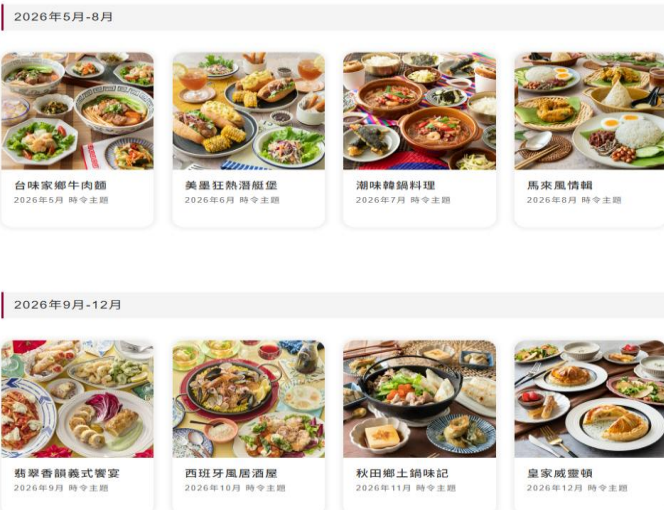 2026年5月-8月
台味家鄉牛肉麵
2026年5月 時令主題
美墨狂熱潛艇堡
2026年6月 時令主題
潮味韓鍋料理
2026年7月 時令主題
馬來風情輯
2026年8月 時令主題
2026年9月-12月
翡翠香韻義式饗宴
2026年9月 時令主題
西班牙風居酒屋
2026年10月 時令主題
秋田鄉土鍋味記
2026年11月 時令主題
皇家威靈頓
2026年12月 時令主題